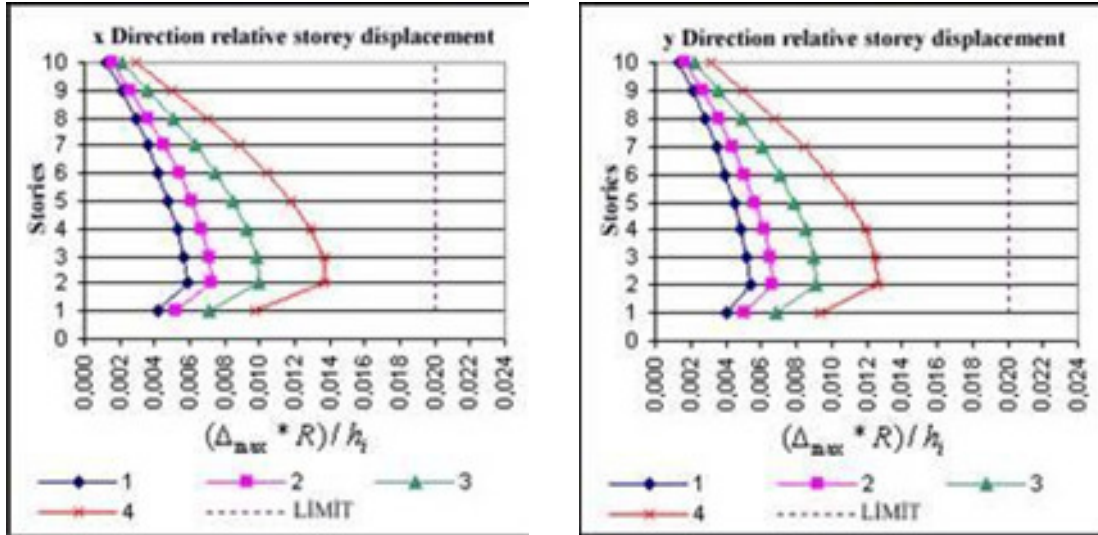 x Direction relative storey displacement
10
9
8
7
6
5
4
3
2
1
0
Stories
0,000 0,002 0,004 0,006 0,008 0,010 0,012 0,014 0,016 0,018 0,020 0,022 0,024
(Δmax * R) / hi
1 2 3
4 LİMİT
y Direction relative storey displacement
10
9
8
7
6
5
4
3
2
1
0
Stories
0,000 0,002 0,004 0,006 0,008 0,010 0,012 0,014 0,016 0,018 0,020 0,022 0,024
(Δmax * R) / hi
1 2 3
4 LİMİT